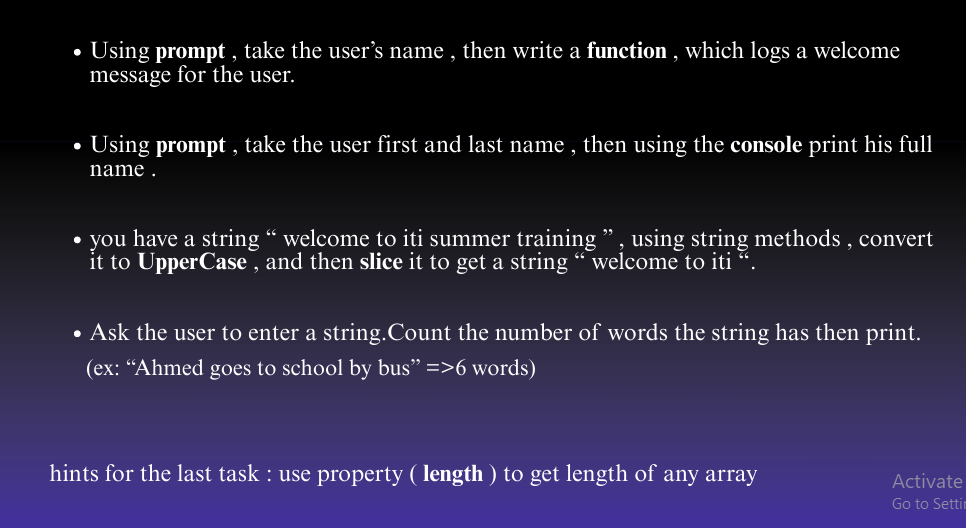 • Using prompt , take the user’s name , then write a function , which logs a welcome
message for the user.
• Using prompt , take the user first and last name , then using the console print his full
name .
• you have a string “ welcome to iti summer training ” , using string methods , convert
it to UpperCase , and then slice it to get a string “ welcome to iti “.
• Ask the user to enter a string.Count the number of words the string has then print.
(ex: “Ahmed goes to school by bus” =>6 words)
hints for the last task : use property ( length ) to get length of any array
Activate
Go to Settin